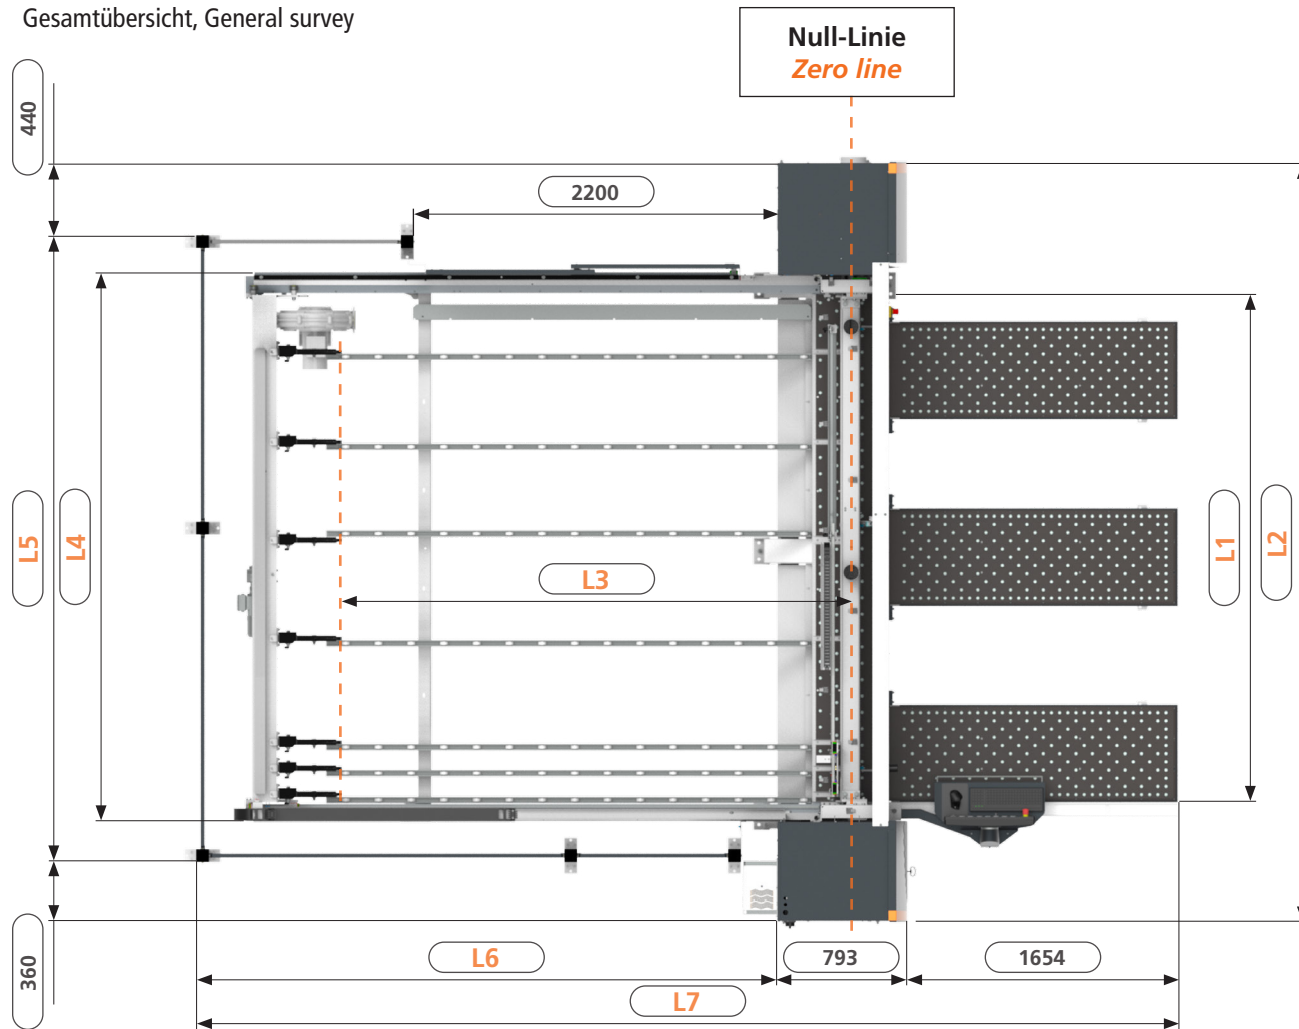 Gesamtübersicht, General survey
Null-Linie
Zero line
440
2200
L5
L4
L3
L1
L2
360
L6
793
1654
L7